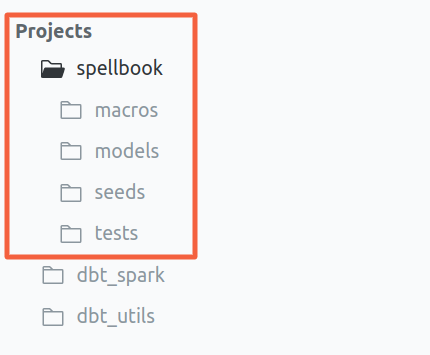 Projects
spellbook
macros
models
seeds
tests
dbt_spark
dbt_utils